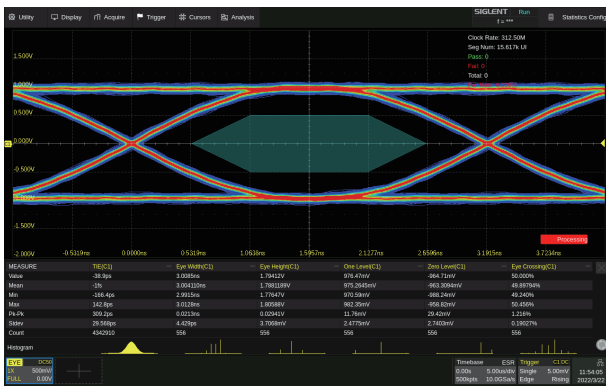 Utility Display Acquire Trigger Cursors Analysis SIGLENT Run f = *** Statistics Config
Clock Rate: 312.50M
Seg Num: 15.617k UI
Pass: 0
Fail: 0
Total: 0
1.500V
1.000V
0.500V
C1 0.000V
-0.500V
-1.000V
-1.500V
Processing
-2.000V -0.5319ns 0.0000ns 0.5319ns 1.0638ns 1.5957ns 2.1277ns 2.6596ns 3.1915ns 3.7234ns
MEASURE TIE(C1) Eye Width(C1) Eye Height(C1) One Level(C1) Zero Level(C1) Eye Crossing(C1)
Value -38.9ps 3.0085ns 1.79412V 976.47mV -964.71mV 50.000%
Mean -1fs 3.004110ns 1.7881189V 975.2645mV -963.3094mV 49.89794%
Min -166.4ps 2.9915ns 1.77647V 970.59mV -988.24mV 49.240%
Max 142.8ps 3.0128ns 1.80588V 982.35mV -958.82mV 50.456%
Pk-Pk 309.2ps 0.0213ns 0.02941V 11.76mV 29.42mV 1.216%
Stdev 29.568ps 4.429ps 3.7068mV 2.4775mV 2.7403mV 0.19027%
Count 4342910 556 556 556 556 556
Histogram
EYE DC50
1X 500mV/
FULL 0.00V
Timebase ESR
0.00s 5.00us/div
500kpts 10.0GSa/s
Trigger C1 DC
Single 5.00mV
Edge Rising
11:54:05
2022/3/22